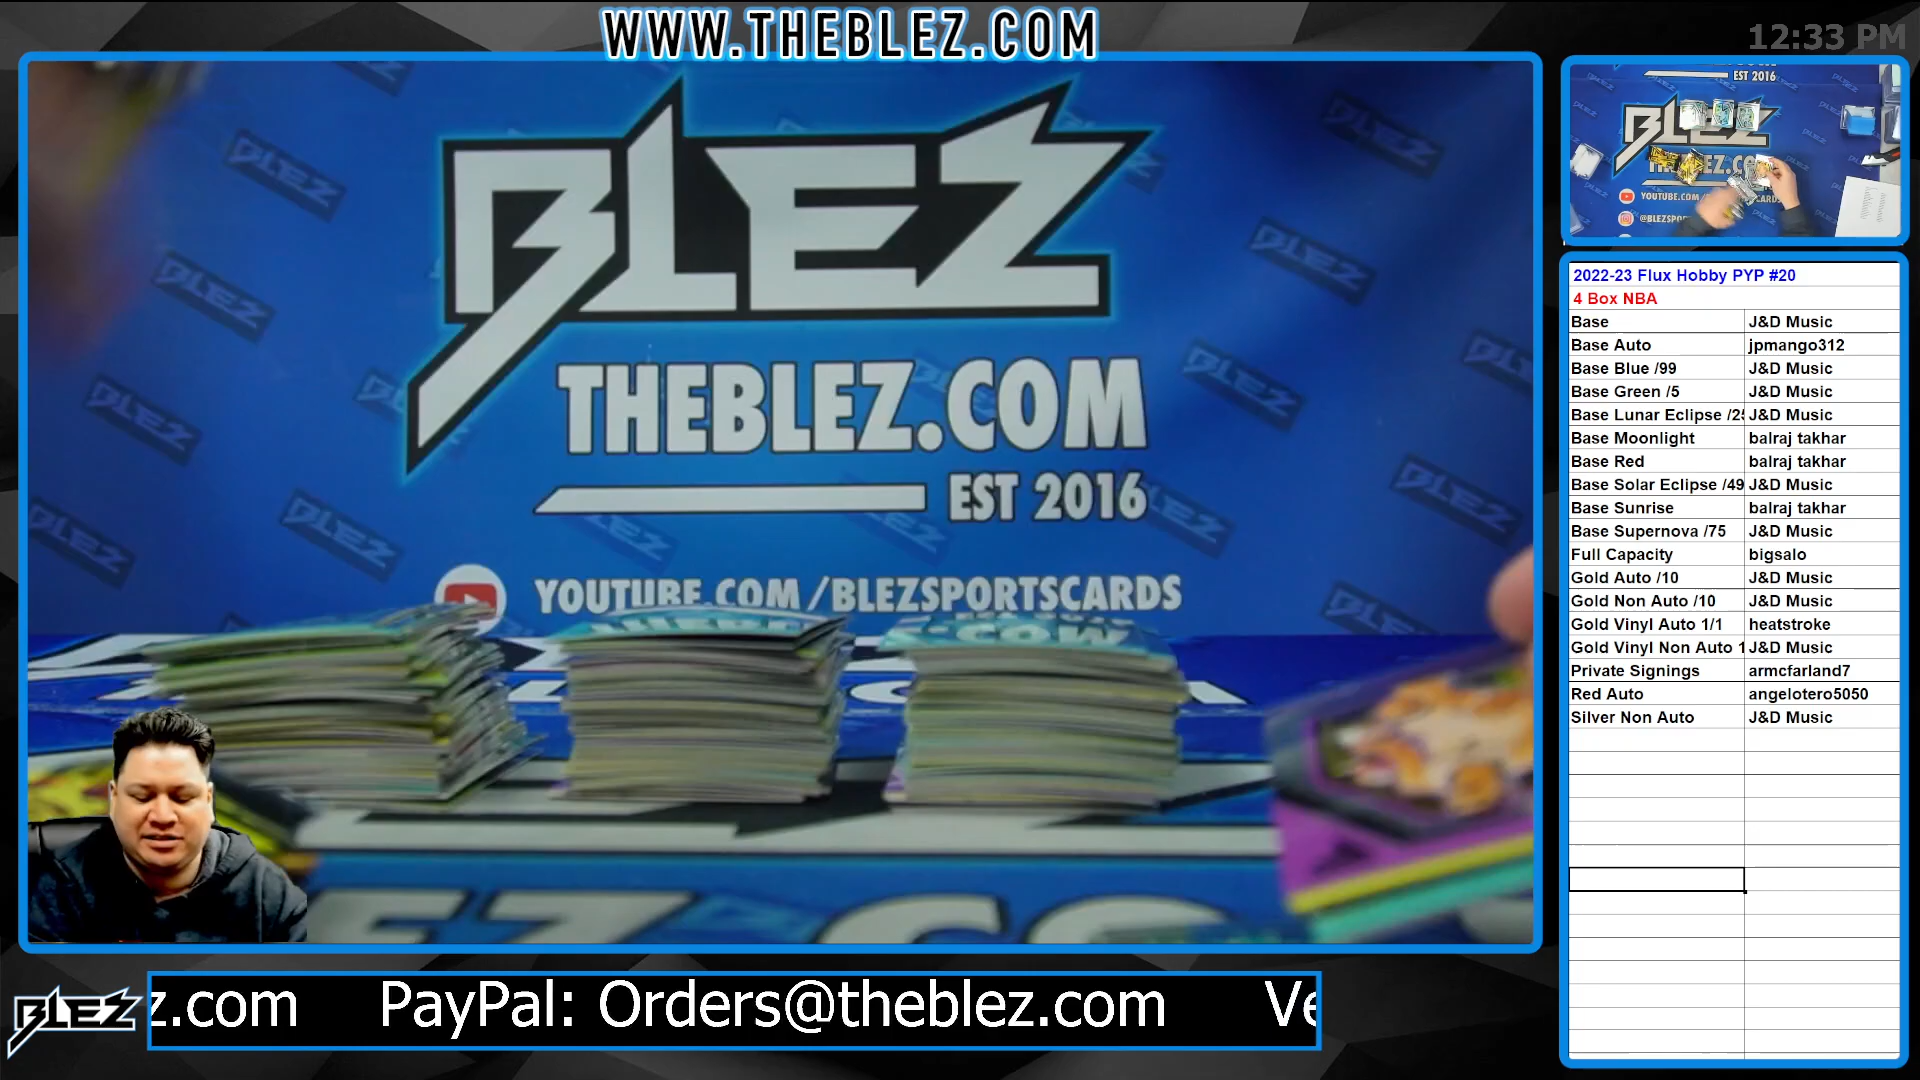 WWW.THEBLEZ.COM
12:33 PM
BLEZ
THEBLEZ.COM
EST 2016
YOUTUBE.COM/BLEZSPORTSCARDS
EST 2016
BLEZ
YOUTUBE.COM
@BLEZSPOR
2022-23 Flux Hobby PYP #20
4 Box NBA
Base J&D Music
Base Auto jpmango312
Base Blue /99 J&D Music
Base Green /5 J&D Music
Base Lunar Eclipse /25 J&D Music
Base Moonlight balraj takhar
Base Red balraj takhar
Base Solar Eclipse /49 J&D Music
Base Sunrise balraj takhar
Base Supernova /75 J&D Music
Full Capacity bigsalo
Gold Auto /10 J&D Music
Gold Non Auto /10 J&D Music
Gold Vinyl Auto 1/1 heatstroke
Gold Vinyl Non Auto 1 J&D Music
Private Signings armcfarland7
Red Auto angelotero5050
Silver Non Auto J&D Music
BLEZ
z.com PayPal: Orders@theblez.com Ve